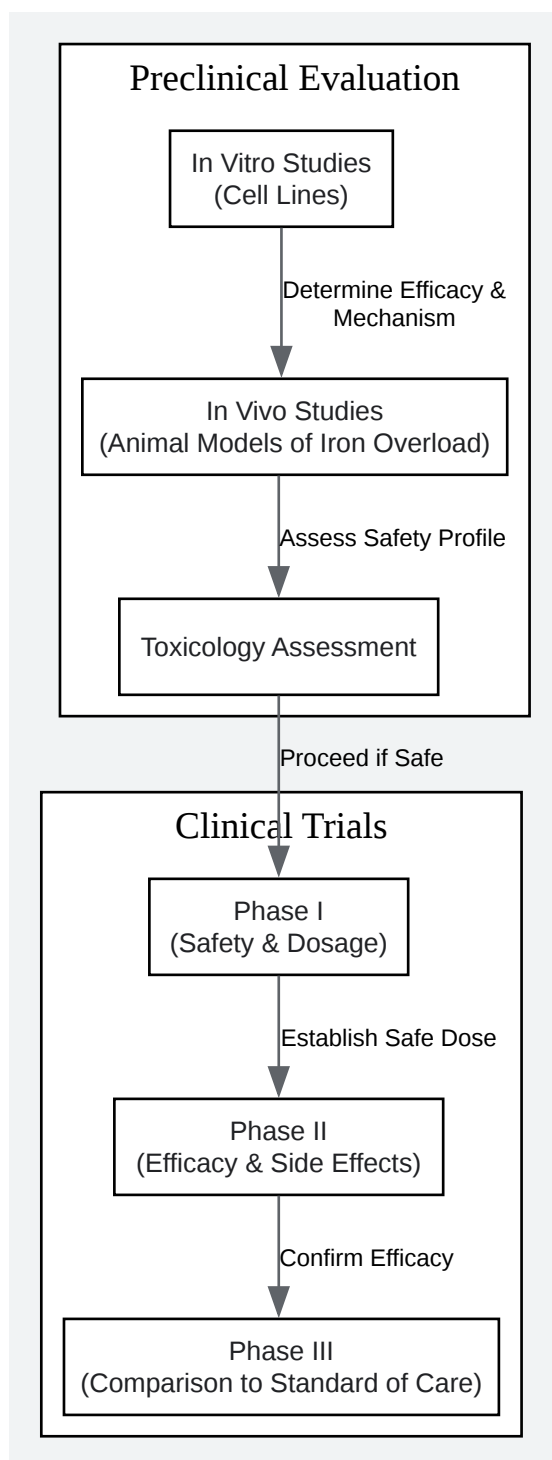 Preclinical Evaluation
In Vitro Studies
(Cell Lines)
Determine Efficacy &
Mechanism
In Vivo Studies
(Animal Models of Iron Overload)
Assess Safety Profile
Toxicology Assessment
Proceed if Safe
Clinical Trials
Phase I
(Safety & Dosage)
Establish Safe Dose
Phase II
(Efficacy & Side Effects)
Confirm Efficacy
Phase III
(Comparison to Standard of Care)